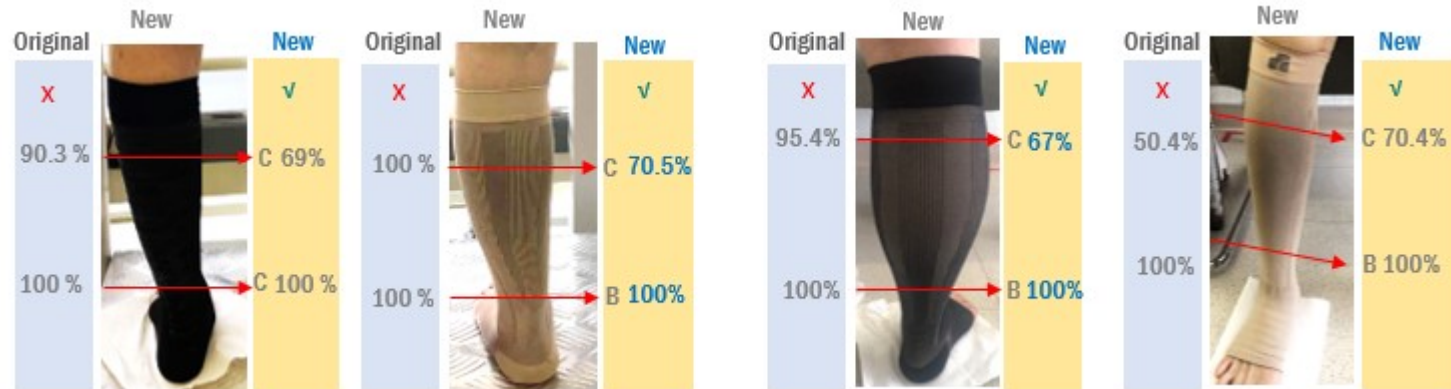 New
Original
New
X
√
90.3 %
C 69%
100 %
C 100 %
New
Original
New
X
√
100 %
C 70.5%
100 %
B 100%
New
Original
New
X
√
95.4%
C 67%
100%
B 100%
New
Original
New
X
√
50.4%
C 70.4%
100%
B 100%